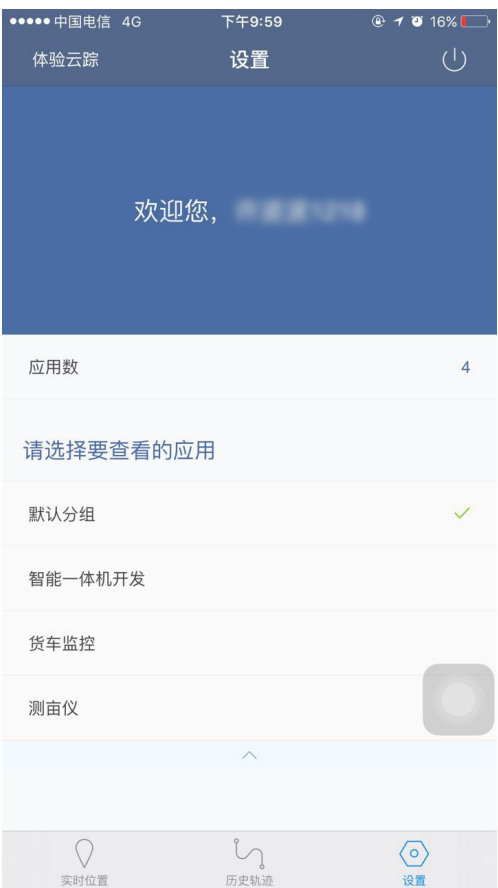 ●●●●● 中国电信 4G 下午9:59 16%
体验云踪 设置
欢迎您,
应用数 4
请选择要查看的应用
默认分组
智能一体机开发
货车监控
测亩仪
实时位置 历史轨迹 设置